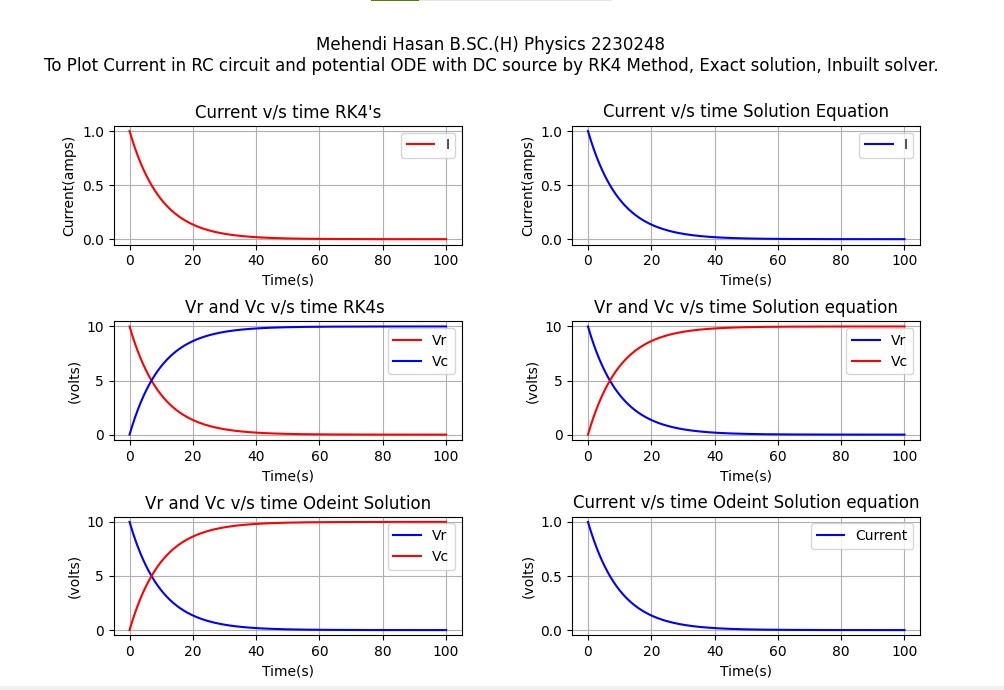 Mehendi Hasan B.SC.(H) Physics 2230248
To Plot Current in RC circuit and potential ODE with DC source by RK4 Method, Exact solution, Inbuilt solver.
Current v/s time RK4's
Current(amps)
1.0
0.5
0.0
I
0 20 40 60 80 100
Time(s)
Current v/s time Solution Equation
Current(amps)
1.0
0.5
0.0
I
0 20 40 60 80 100
Time(s)
Vr and Vc v/s time RK4s
(volts)
10
5
0
Vr
Vc
0 20 40 60 80 100
Time(s)
Vr and Vc v/s time Solution equation
(volts)
10
5
0
Vr
Vc
0 20 40 60 80 100
Time(s)
Vr and Vc v/s time Odeint Solution
(volts)
10
5
0
Vr
Vc
0 20 40 60 80 100
Time(s)
Current v/s time Odeint Solution equation
(volts)
1.0
0.5
0.0
Current
0 20 40 60 80 100
Time(s)